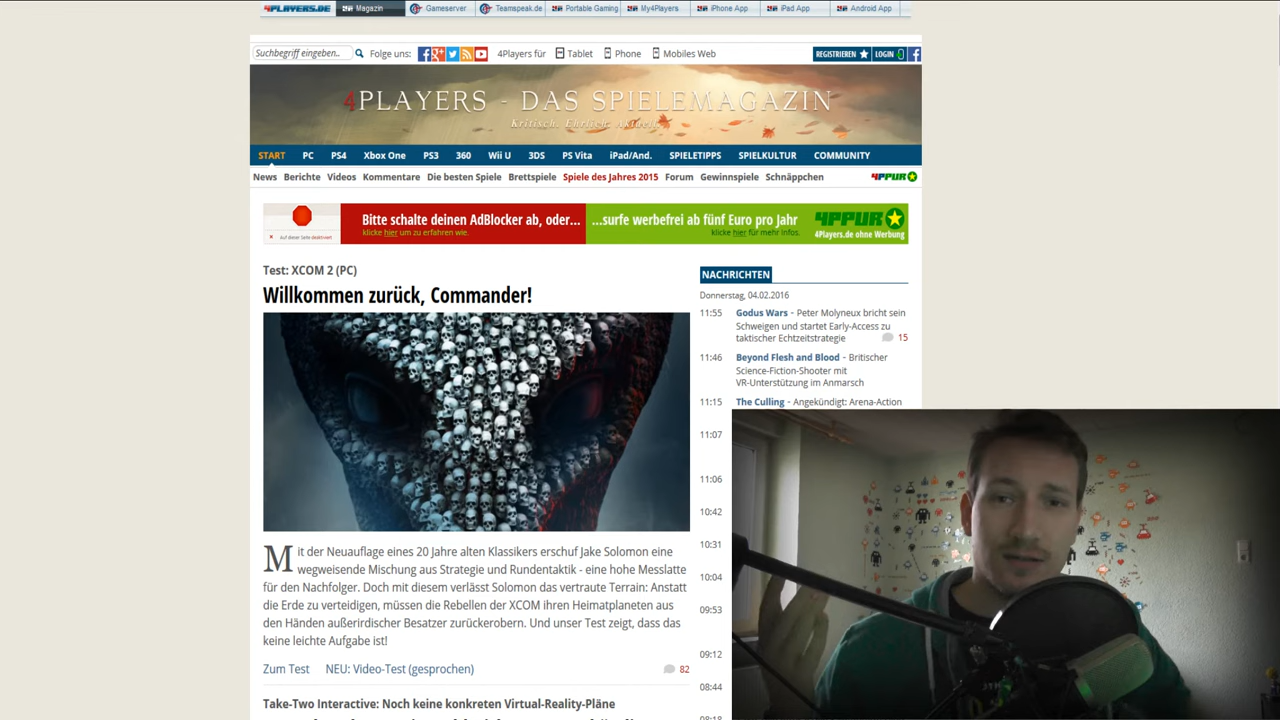 4PLAYERS.DE Magazin Gameserver Teamspeak.de Portable Gaming My4Players iPhone App iPad App Android App
Suchbegriff eingeben.. Folge uns: 4Players für Tablet Phone Mobiles Web REGISTRIEREN LOGIN
4PLAYERS - DAS SPIELEMAGAZIN
Kritisch. Ehrlich. Aktuell.
START PC PS4 Xbox One PS3 360 Wii U 3DS PS Vita iPad/And. SPIELETIPPS SPIELKULTUR COMMUNITY
News Berichte Videos Kommentare Die besten Spiele Brettspiele Spiele des Jahres 2015 Forum Gewinnspiele Schnäppchen 4PPUR
Bitte schalte deinen AdBlocker ab, oder... ...surfe werbefrei ab fünf Euro pro Jahr 4PPUR
Auf dieser Seite deaktiviert klicke hier um zu erfahren wie. klicke hier für mehr infos. 4Players.de ohne Werbung
Test: XCOM 2 (PC)
Willkommen zurück, Commander!
Mit der Neuauflage eines 20 Jahre alten Klassikers erschuf Jake Solomon eine
wegweisende Mischung aus Strategie und Rundentaktik - eine hohe Messlatte
für den Nachfolger. Doch mit diesem verlässt Solomon das vertraute Terrain: Anstatt
die Erde zu verteidigen, müssen die Rebellen der XCOM ihren Heimatplaneten aus
den Händen außerirdischer Besatzer zurückerobern. Und unser Test zeigt, dass das
keine leichte Aufgabe ist!
Zum Test NEU: Video-Test (gesprochen) 82
Take-Two Interactive: Noch keine konkreten Virtual-Reality-Pläne
NACHRICHTEN
Donnerstag, 04.02.2016
11:55 Godus Wars - Peter Molyneux bricht sein
Schweigen und startet Early-Access zu
taktischer Echtzeitstrategie 15
11:46 Beyond Flesh and Blood - Britischer
Science-Fiction-Shooter mit
VR-Unterstützung im Anmarsch
11:15 The Culling - Angekündigt: Arena-Action
11:07
11:06
10:42
10:31
10:04
09:53
09:12
08:44